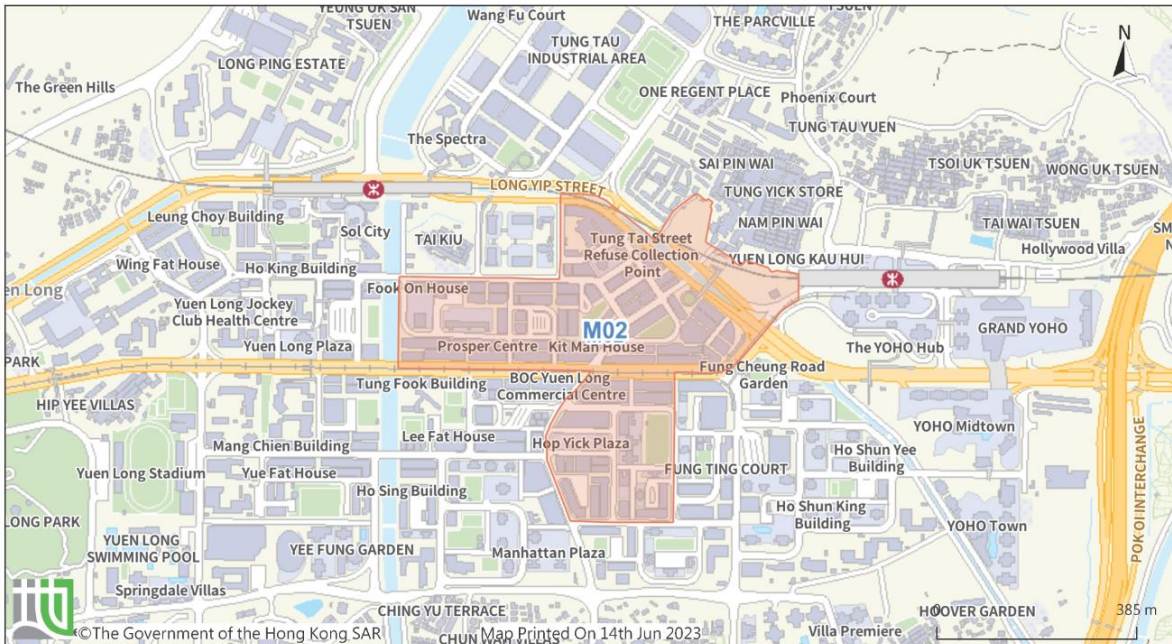 YEUNG UK SAN
TSUEN
Wang Fu Court
THE PARCVILLE
TSUEN
TUNG TAU
INDUSTRIAL AREA
N
LONG PING ESTATE
The Green Hills
ONE REGENT PLACE
Phoenix Court
TUNG TAU YUEN
The Spectra
SAI PIN WAI
TSOI UK TSUEN
WONG UK TSUEN
LONG YIP STREET
TUNG YICK STORE
Leung Choy Building
NAM PIN WAI
TAI WAI TSUEN
Sol City
TAI KIU
Tung Tai Street
Refuse Collection
Point
Hollywood Villa
SM
Wing Fat House
Ho King Building
YUEN LONG KAU HUI
en Long
Fook On House
Yuen Long Jockey
Club Health Centre
M02
GRAND YOHO
PARK
Yuen Long Plaza
Prosper Centre
Kit Man House
The YOHO Hub
Fung Cheung Road
Garden
Tung Fook Building
BOC Yuen Long
Commercial Centre
HIP YEE VILLAS
YOHO Midtown
Mang Chien Building
Lee Fat House
Hop Yick Plaza
Ho Shun Yee
Building
Yuen Long Stadium
Yue Fat House
FUNG TING COURT
POK OI INTERCHANGE
Ho Sing Building
Ho Shun King
Building
LONG PARK
YOHO Town
YUEN LONG
SWIMMING POOL
YEE FUNG GARDEN
Manhattan Plaza
Springdale Villas
CHING YU TERRACE
HOOVER GARDEN
0
385 m
©The Government of the Hong Kong SAR
Map Printed On 14th Jun 2023
Villa Premiere